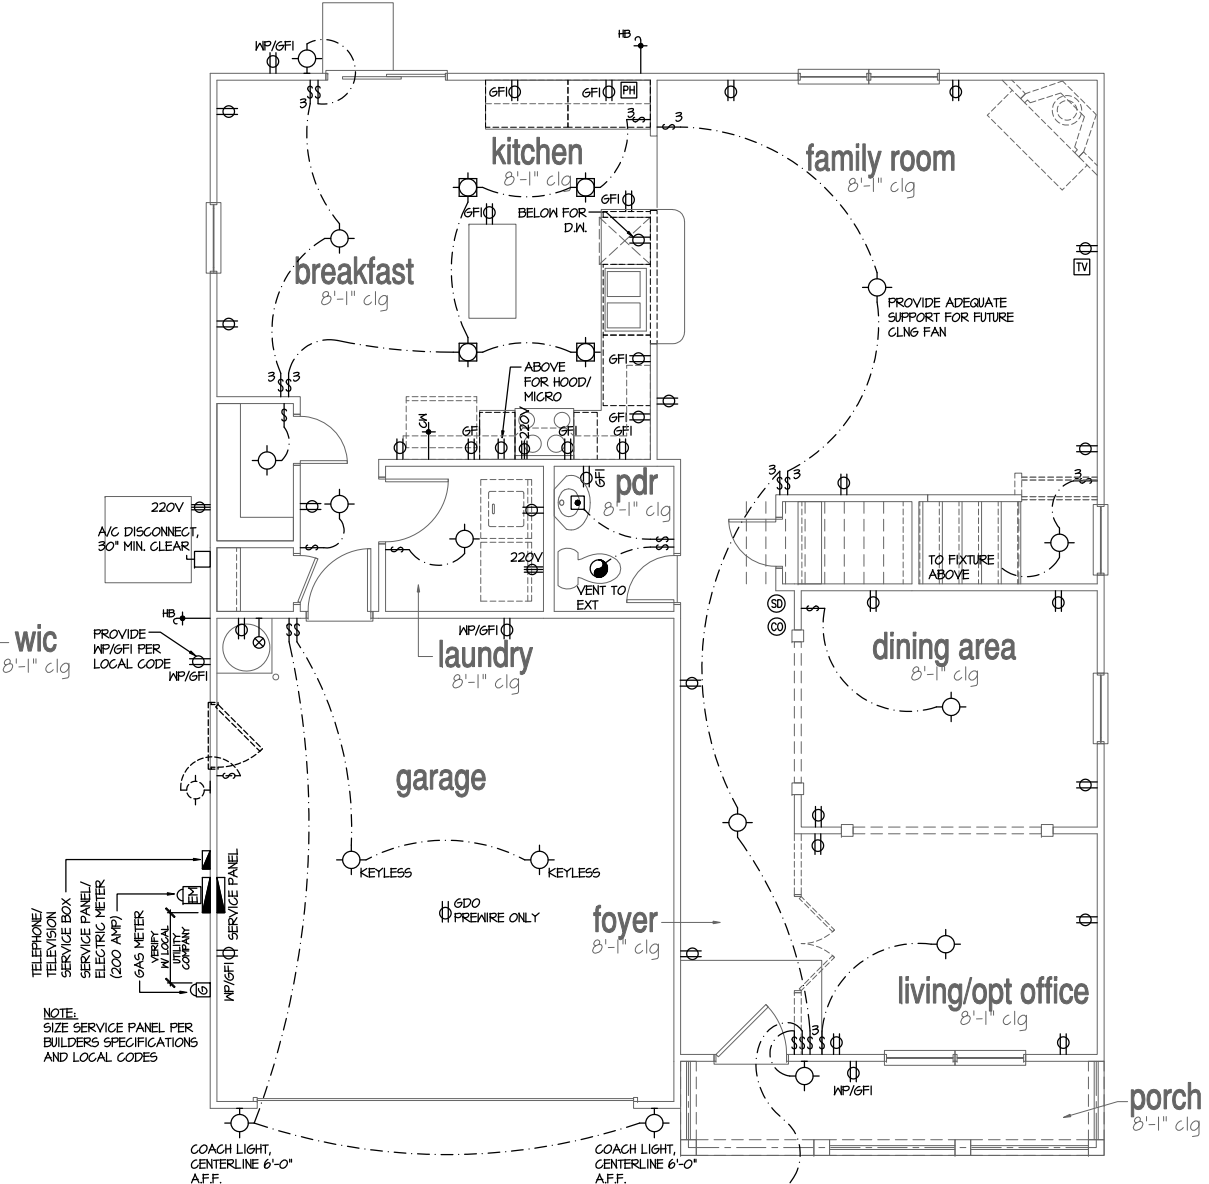 HB
WP/GFI
3
GFI
GFI
PH
3
3
kitchen
8'-1" clg
family room
8'-1" clg
GFI
GFI
BELOW FOR
D.W.
breakfast
8'-1" clg
TV
PROVIDE ADEQUATE
SUPPORT FOR FUTURE
CLNG FAN
GFI
ABOVE
FOR HOOD/
MICRO
3
3
CM
GFI
220V
GFI
GFI
GFI
GFI
pdr
8'-1" clg
3
3
3
220V
A/C DISCONNECT,
30" MIN. CLEAR
220V
TO FIXTURE
ABOVE
VENT TO
EXT
SD
CO
HB
PROVIDE
WP/GFI PER
LOCAL CODE
WP/GFI
wic
8'-1" clg
WP/GFI
laundry
8'-1" clg
dining area
8'-1" clg
garage
KEYLESS
KEYLESS
GDO
PREWIRE ONLY
TELEPHONE/
TELEVISION
SERVICE BOX
SERVICE PANEL/
ELECTRIC METER
(200 AMP)
GAS METER
VERIFY
W/ LOCAL
UTILITY
COMPANY
EM
G
SERVICE PANEL
WP/GFI
foyer
8'-1" clg
living/opt office
8'-1" clg
3
NOTE:
SIZE SERVICE PANEL PER
BUILDERS SPECIFICATIONS
AND LOCAL CODES
WP/GFI
porch
8'-1" clg
COACH LIGHT,
CENTERLINE 6'-0"
A.F.F.
COACH LIGHT,
CENTERLINE 6'-0"
A.F.F.